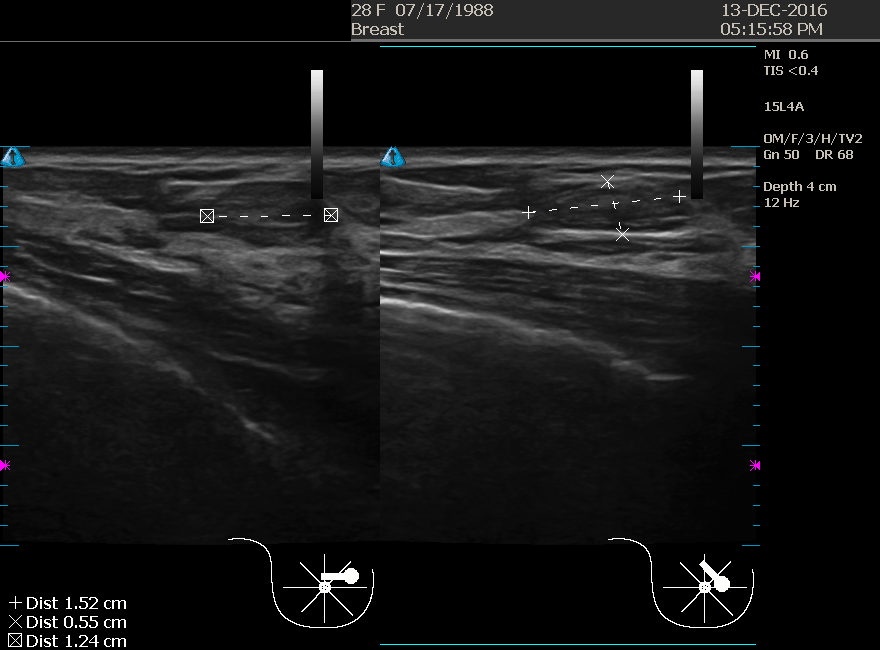 28 F 07/17/1988
13-DEC-2016
Breast
05:15:58 PM
MI 0.6
TIS <0.4
15L4A
OM/F/3/H/TV2
Gn 50 DR 68
Depth 4 cm
12 Hz
Dist 1.52 cm
Dist 0.55 cm
Dist 1.24 cm